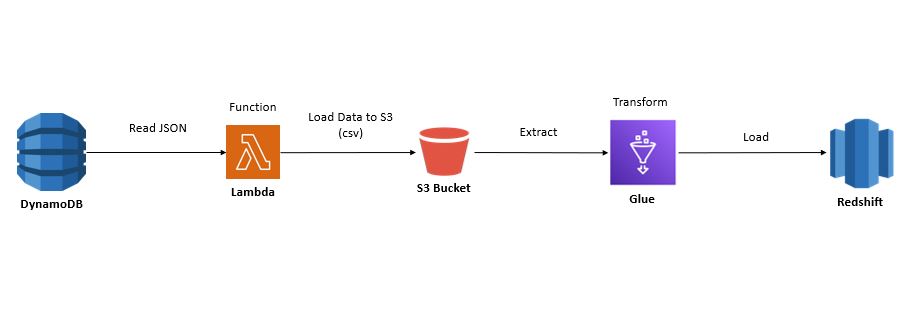 Read JSON
Function
Load Data to S3
(csv)
Extract
Transform
Load
DynamoDB
Lambda
S3 Bucket
Glue
Redshift